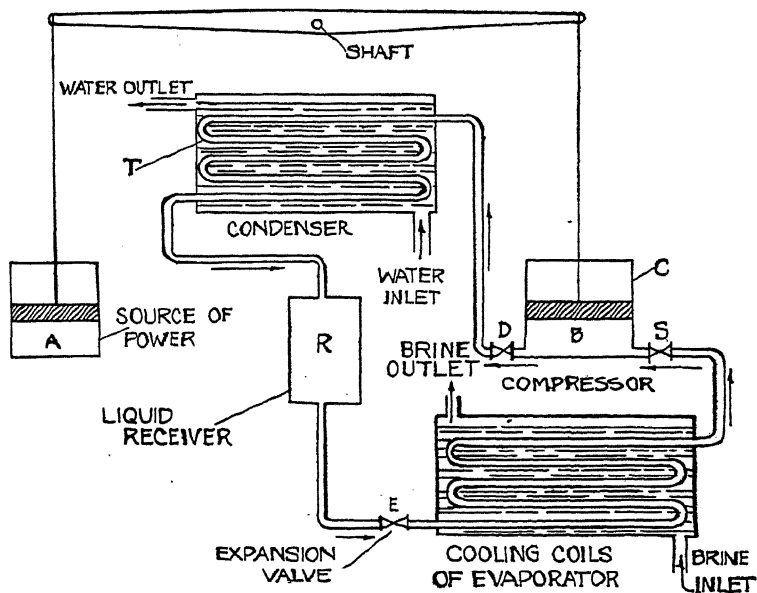 SHAFT
WATER OUTLET
T
CONDENSER
WATER
INLET
C
A
SOURCE OF
POWER
R
D
B
S
BRINE
OUTLET
COMPRESSOR
LIQUID
RECEIVER
E
EXPANSION
VALVE
COOLING COILS
OF EVAPORATOR
BRINE
INLET